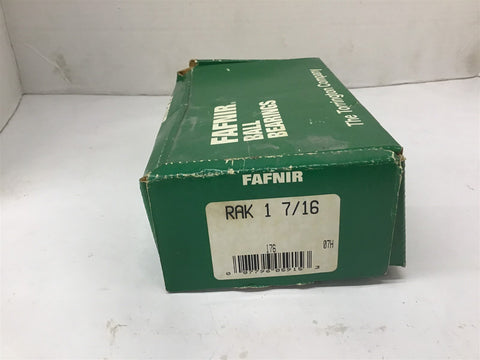 FAFNIR®
BALL
BEARINGS
The Torrington Company
FAFNIR
RAK 1 7/16
176
07H